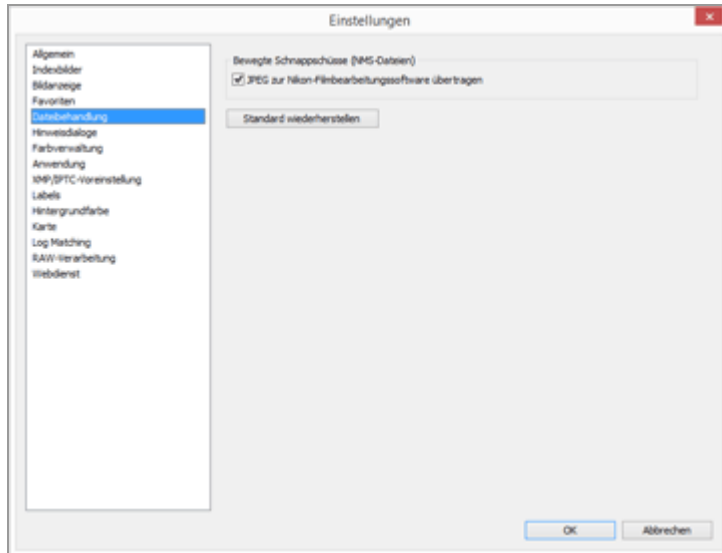 Einstellungen
Allgemein
Indexbilder
Bildanzeige
Favoriten
Dateibehandlung
Hinweisdialoge
Farbverwaltung
Anwendung
XMP/IPTC-Voreinstellung
Labels
Hintergrundfarbe
Karte
Log Matching
RAW-Verarbeitung
Webdienst
Bewegte Schnappschüsse (NMS-Dateien)
JPEG zur Nikon-Filmbearbeitungssoftware übertragen
Standard wiederherstellen
OK
Abbrechen